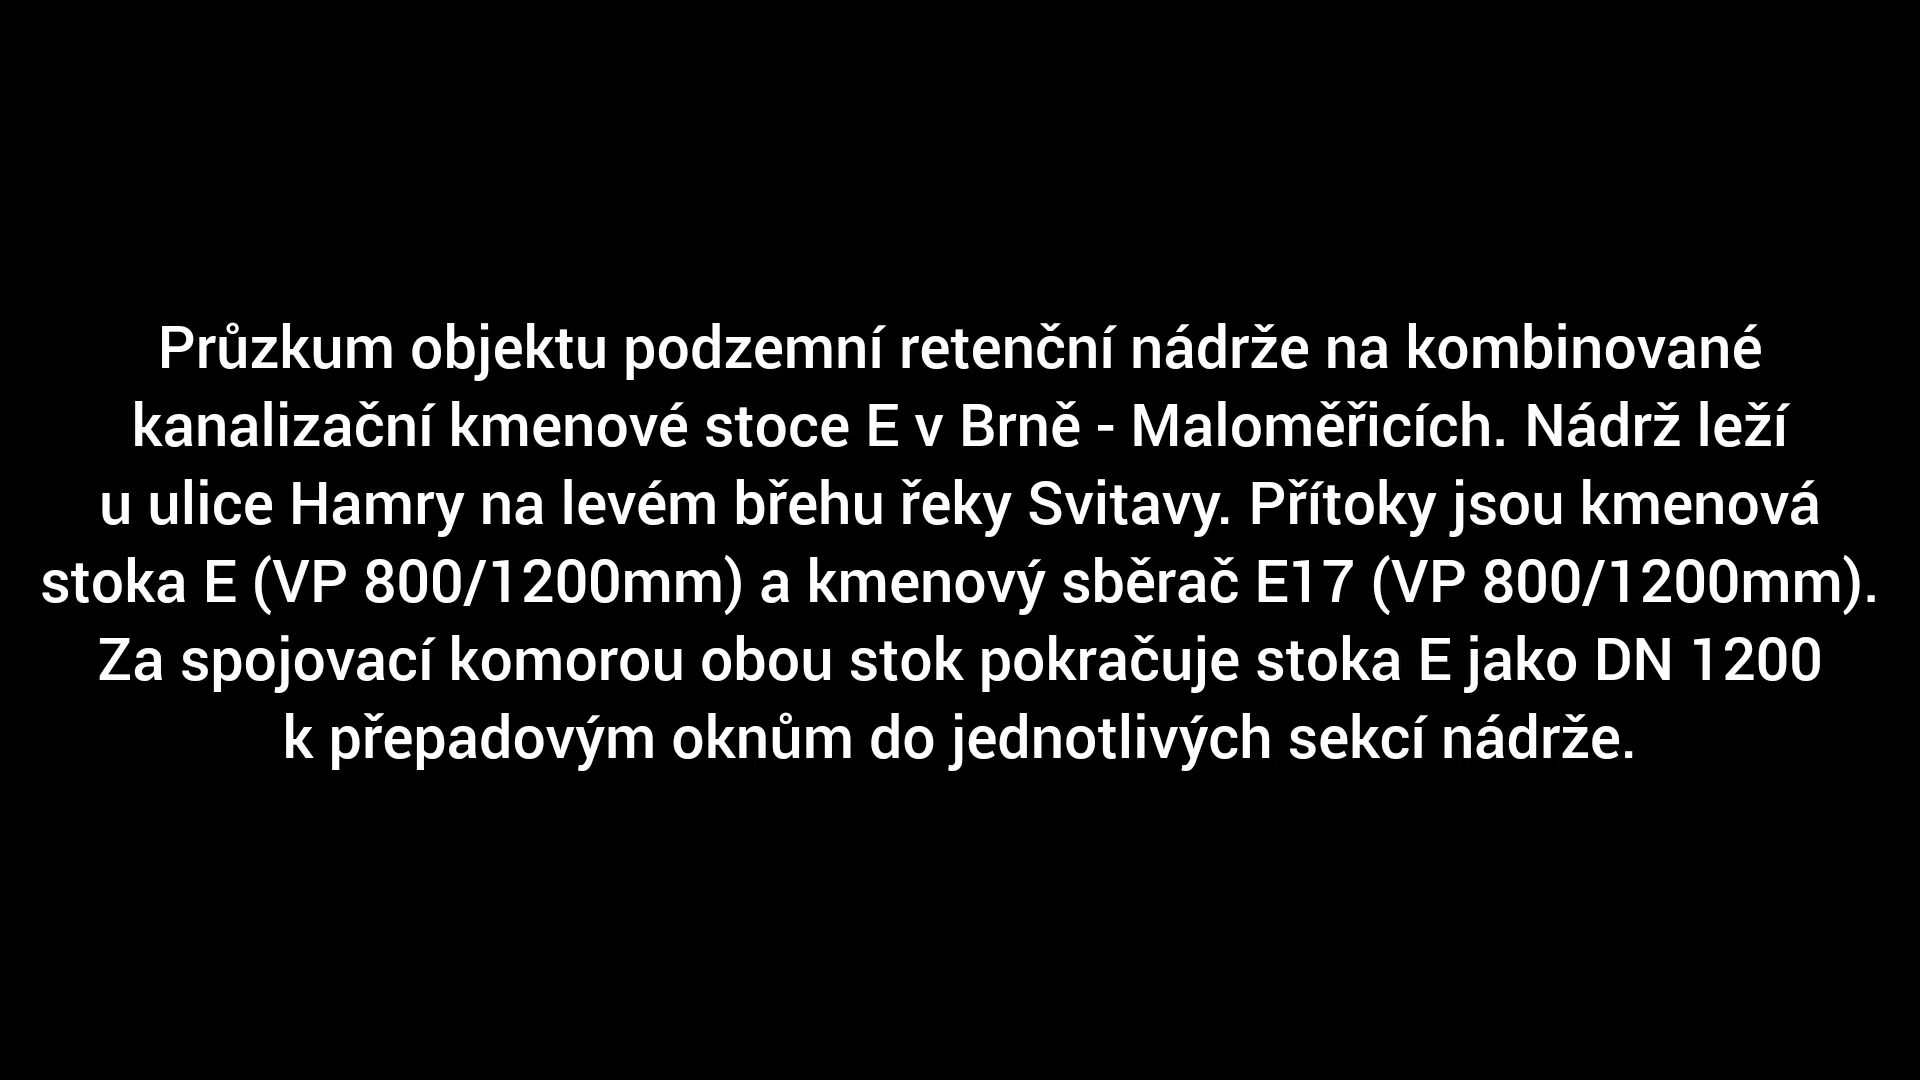 Průzkum objektu podzemní retenční nádrže na kombinované
kanalizační kmenové stoce E v Brně - Maloměřicích. Nádrž leží
u ulice Hamry na levém břehu řeky Svitavy. Přítoky jsou kmenová
stoka E (VP 800/1200mm) a kmenový sběrač E17 (VP 800/1200mm).
Za spojovací komorou obou stok pokračuje stoka E jako DN 1200
k přepadovým oknům do jednotlivých sekcí nádrže.